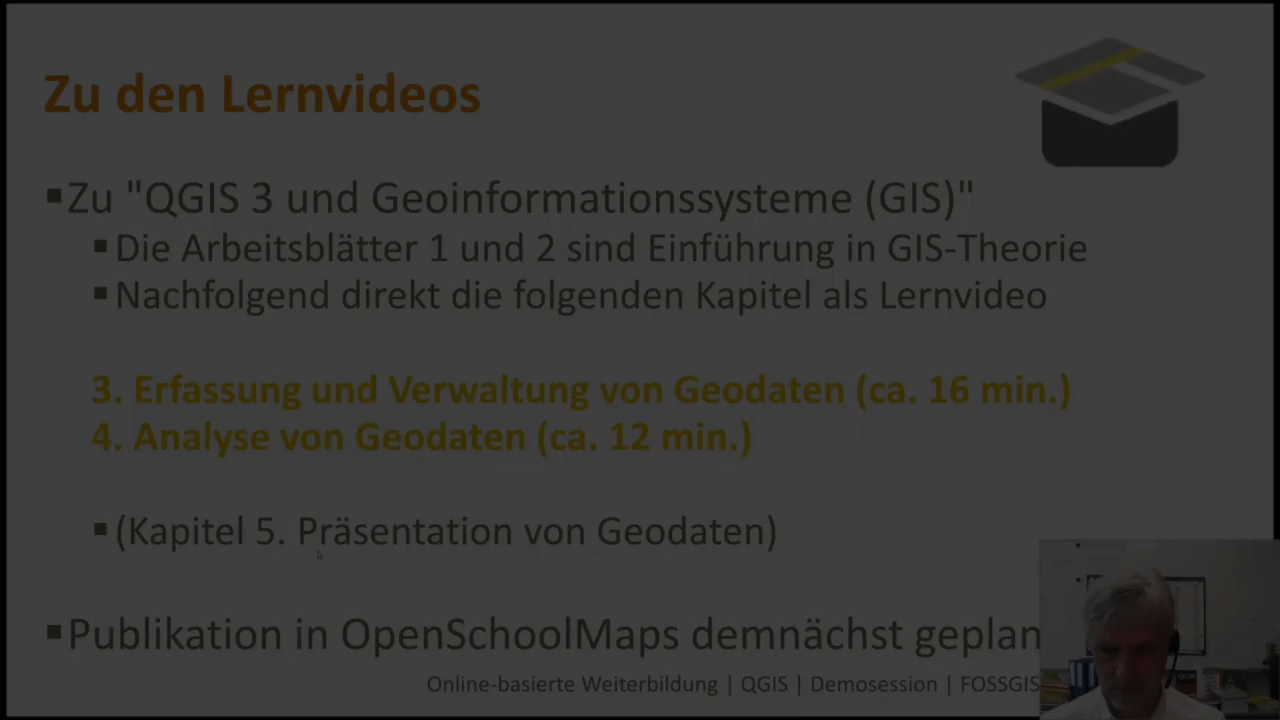 Zu den Lernvideos
▪Zu "QGIS 3 und Geoinformationssysteme (GIS)"
▪Die Arbeitsblätter 1 und 2 sind Einführung in GIS-Theorie
▪Nachfolgend direkt die folgenden Kapitel als Lernvideo
3. Erfassung und Verwaltung von Geodaten (ca. 16 min.)
4. Analyse von Geodaten (ca. 12 min.)
▪(Kapitel 5. Präsentation von Geodaten)
▪Publikation in OpenSchoolMaps demnächst geplan
Online-basierte Weiterbildung | QGIS | Demosession | FOSSGIS